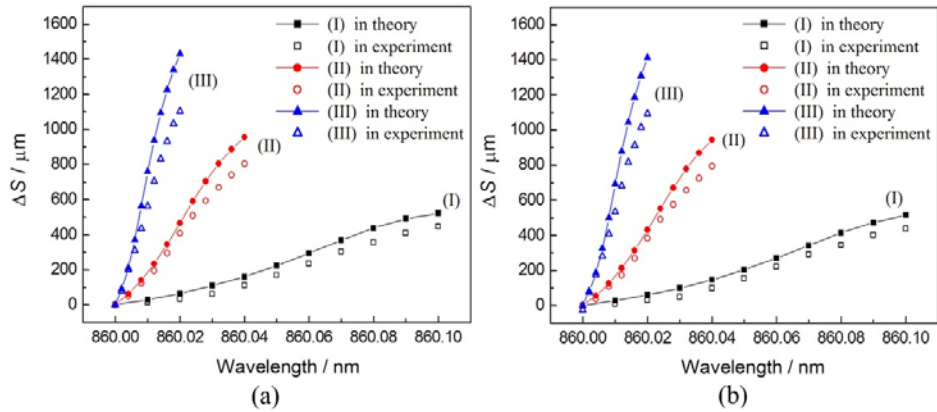 1600
1400
1200
1000
800
600
400
200
0
ΔS / μm
(I) in theory
(I) in experiment
(II) in theory
(II) in experiment
(III) in theory
(III) in experiment
(III)
(II)
(I)
860.00 860.02 860.04 860.06 860.08 860.10
Wavelength / nm
(a)
1600
1400
1200
1000
800
600
400
200
0
ΔS / μm
(I) in theory
(I) in experiment
(II) in theory
(II) in experiment
(III) in theory
(III) in experiment
(III)
(II)
(I)
860.00 860.02 860.04 860.06 860.08 860.10
Wavelength / nm
(b)